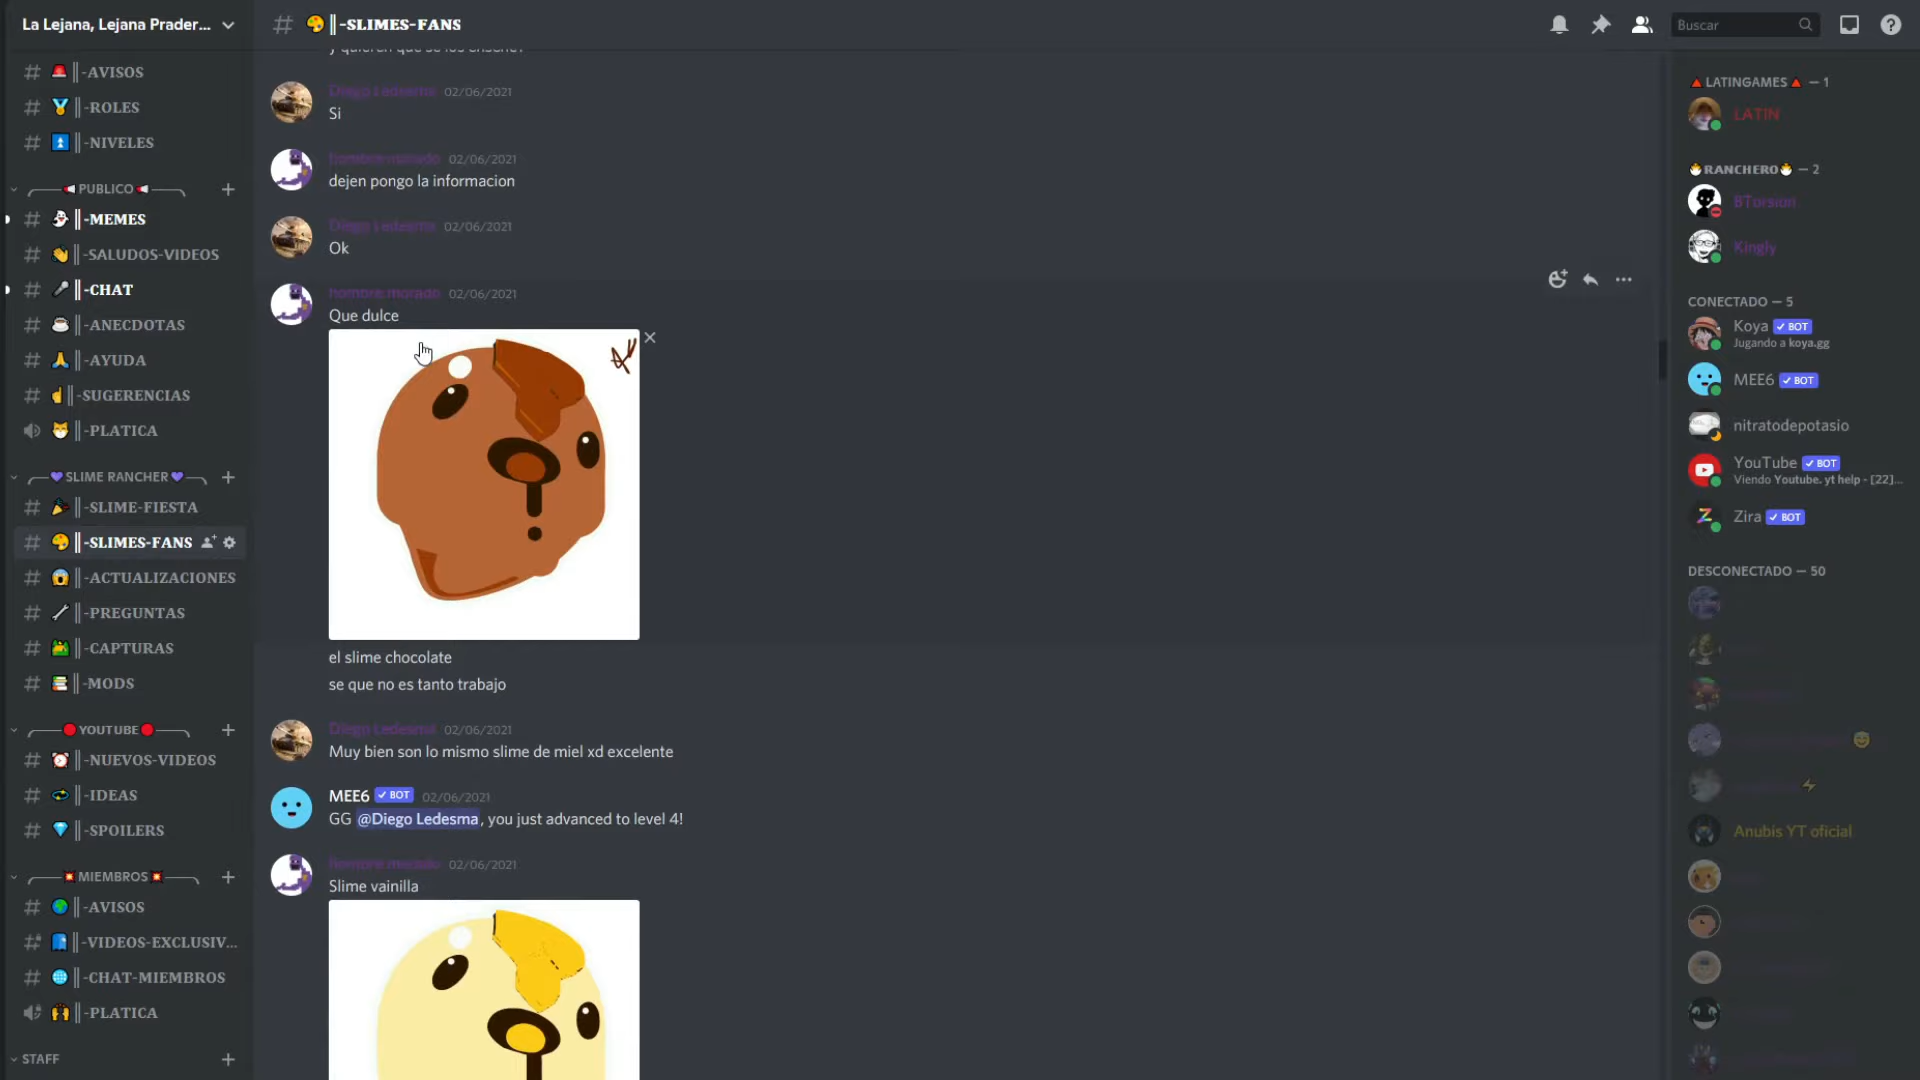 La Lejana, Lejana Prader...
-AVISOS
-ROLES
-NIVELES
PUBLICO
-MEMES
-SALUDOS-VIDEOS
-CHAT
-ANECDOTAS
-AYUDA
-SUGERENCIAS
-PLATICA
SLIME RANCHER
-SLIME-FIESTA
-SLIMES-FANS
-ACTUALIZACIONES
-PREGUNTAS
-CAPTURAS
-MODS
YOUTUBE
-NUEVOS-VIDEOS
-IDEAS
-SPOILERS
MIEMBROS
-AVISOS
-VIDEOS-EXCLUSIV...
-CHAT-MIEMBROS
-PLATICA
STAFF
-SLIMES-FANS
Buscar
Diego Ledesma 02/06/2021
Si
hombre morado 02/06/2021
dejen pongo la informacion
Diego Ledesma 02/06/2021
Ok
hombre morado 02/06/2021
Que dulce
el slime chocolate
se que no es tanto trabajo
Diego Ledesma 02/06/2021
Muy bien son lo mismo slime de miel xd excelente
MEE6 BOT 02/06/2021
GG @Diego Ledesma, you just advanced to level 4!
hombre morado 02/06/2021
Slime vainilla
LATINGAMES — 1
LATIN
RANCHERO — 2
BTorsion
Kingly
CONECTADO — 5
Koya BOT
Jugando a koya.gg
MEE6 BOT
nitratodepotasio
YouTube BOT
Viendo Youtube. yt help - [22]...
Zira BOT
DESCONECTADO — 50
Anubis YT oficial